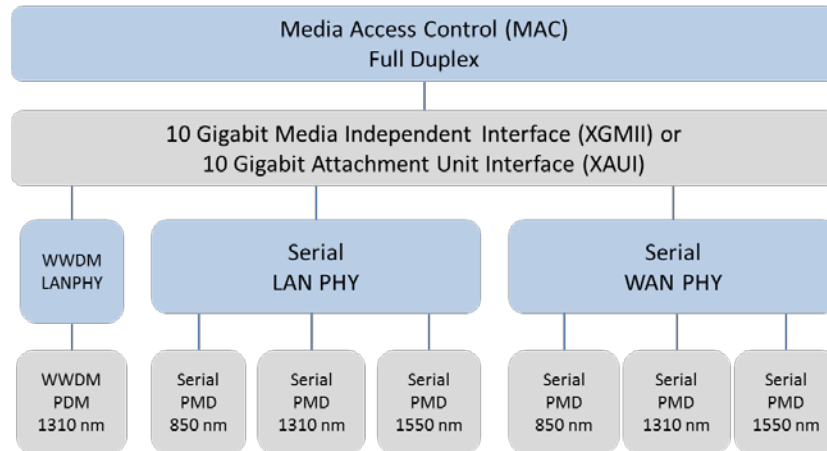 Media Access Control (MAC)
Full Duplex
10 Gigabit Media Independent Interface (XGMII) or
10 Gigabit Attachment Unit Interface (XAUI)
WWDM
LANPHY
Serial
LAN PHY
Serial
WAN PHY
WWDM
PDM
1310 nm
Serial
PMD
850 nm
Serial
PMD
1310 nm
Serial
PMD
1550 nm
Serial
PMD
850 nm
Serial
PMD
1310 nm
Serial
PMD
1550 nm